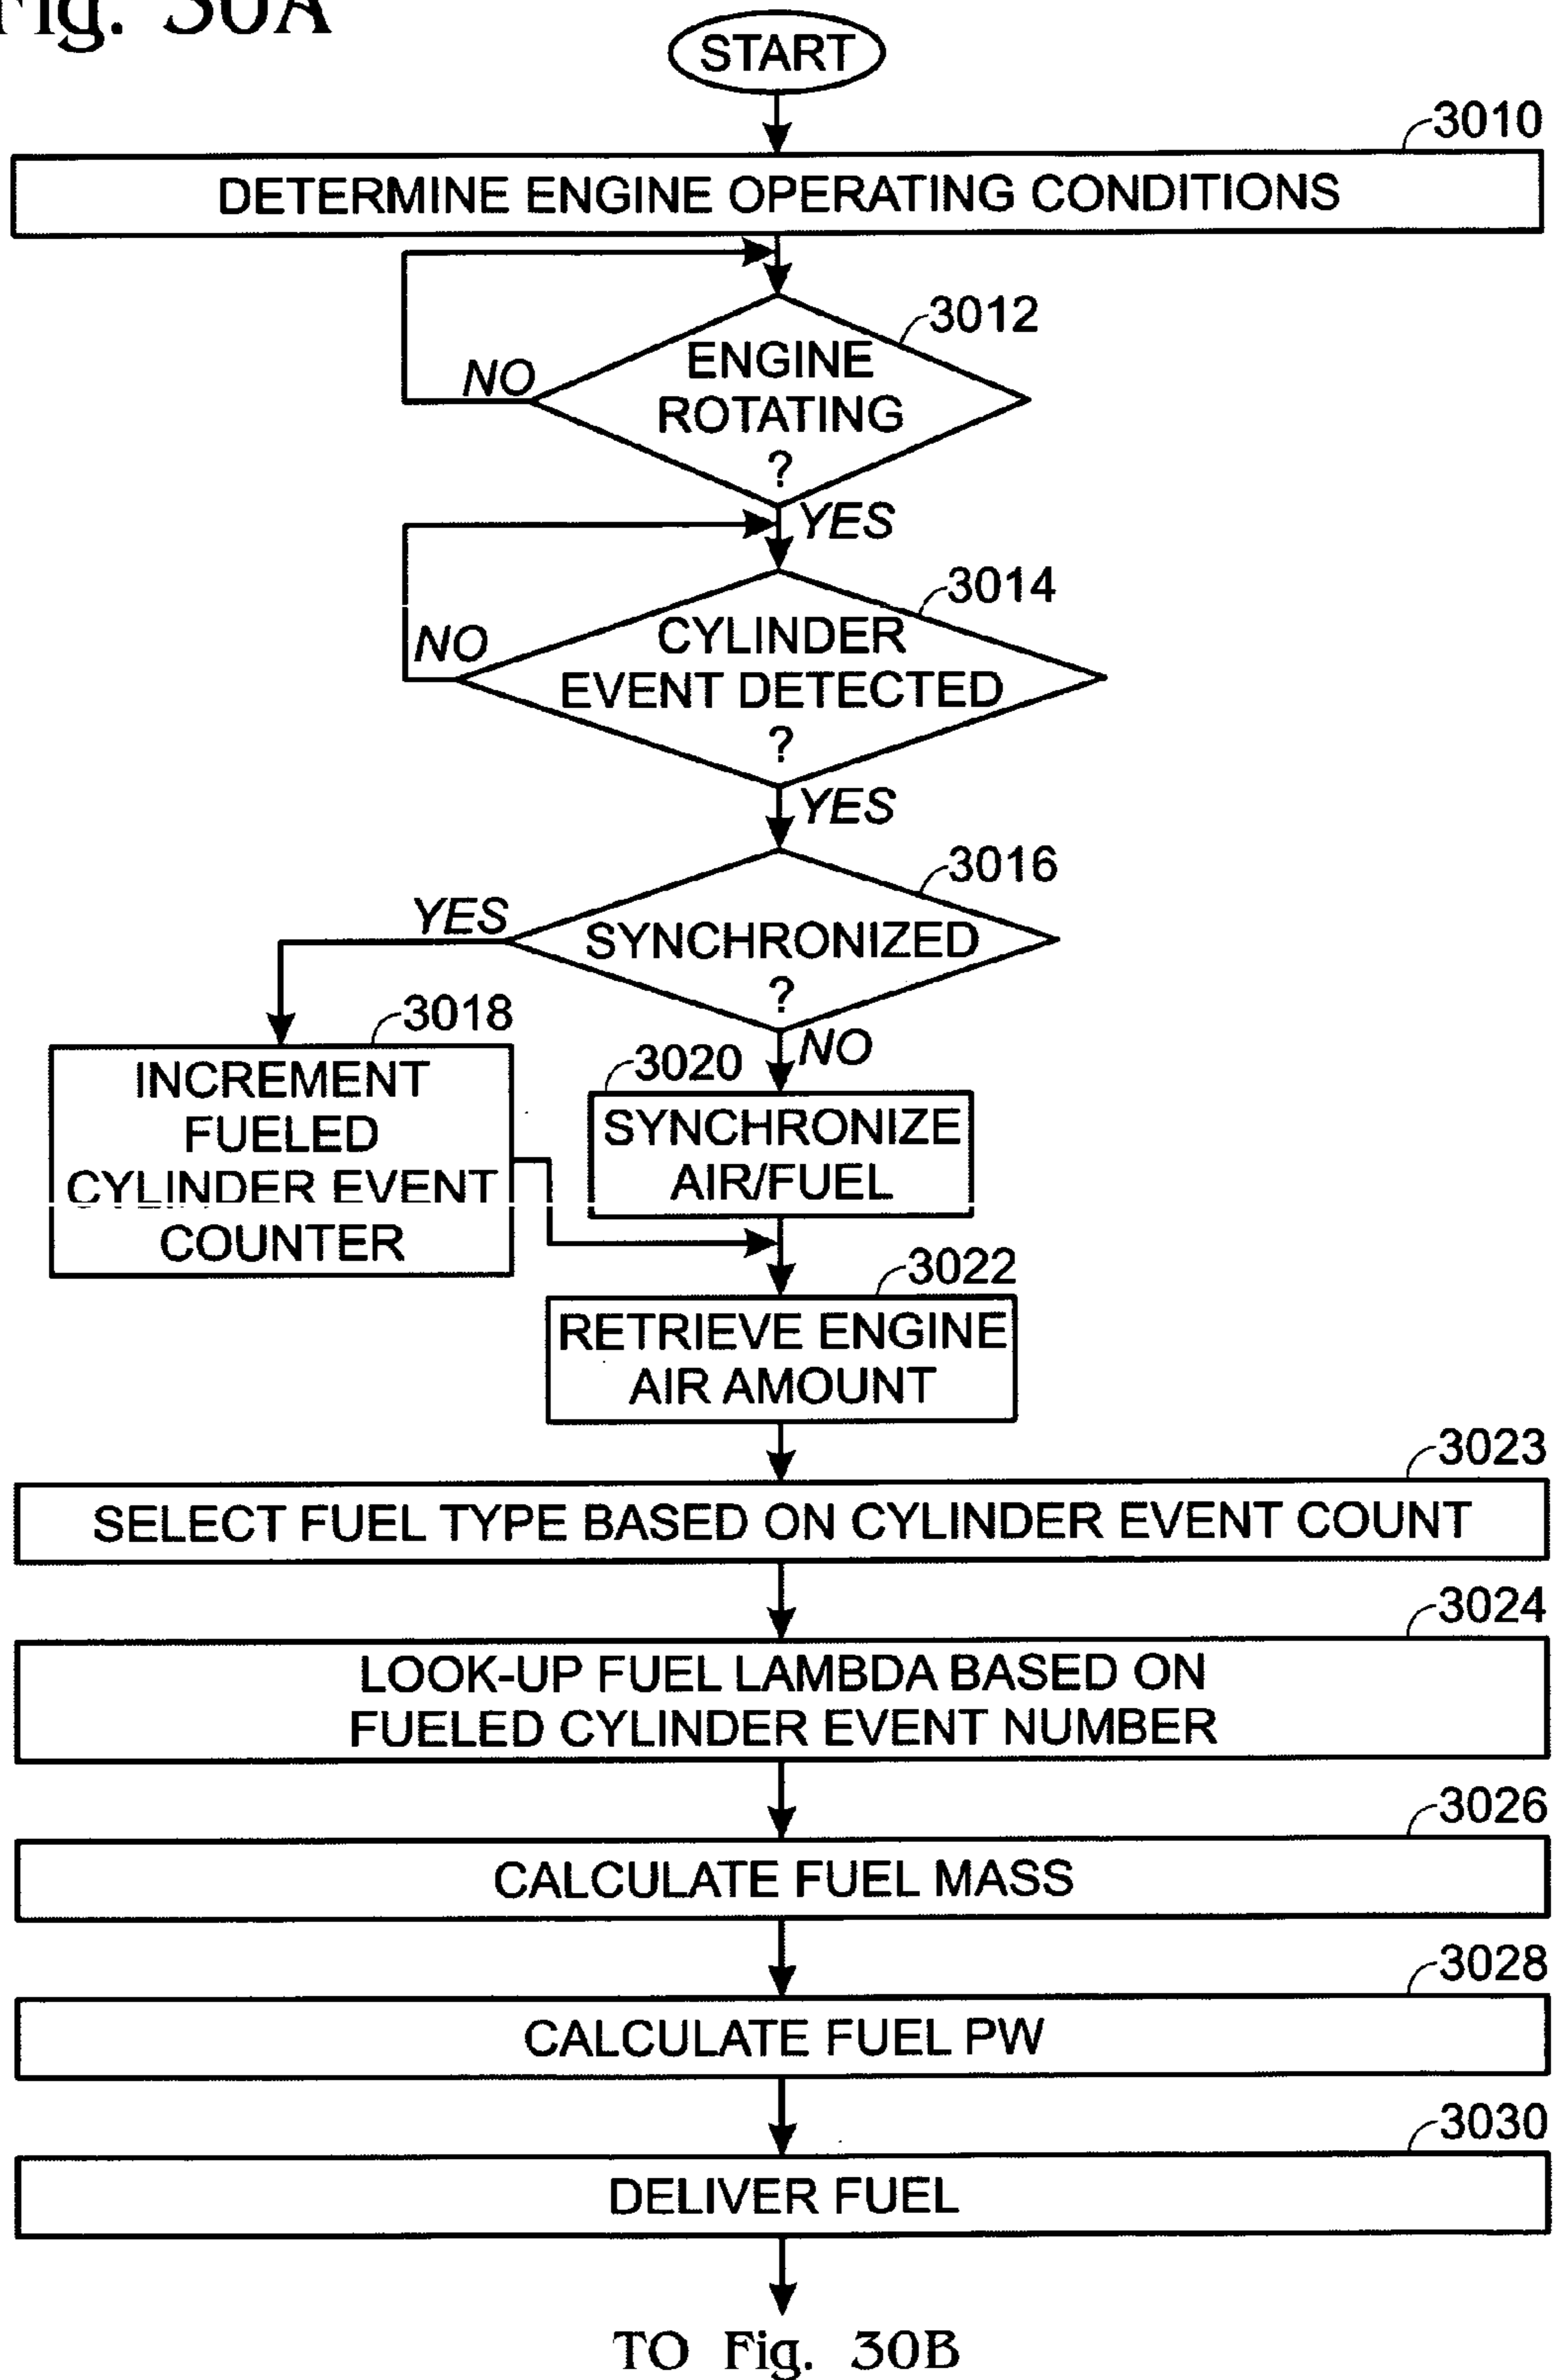 Fig. 30A
START
3010
DETERMINE ENGINE OPERATING CONDITIONS
3012
ENGINE
ROTATING
?
NO
YES
3014
CYLINDER
EVENT DETECTED
?
NO
YES
3016
SYNCHRONIZED
?
YES
NO
3018
INCREMENT
FUELED
CYLINDER EVENT
COUNTER
3020
SYNCHRONIZE
AIR/FUEL
3022
RETRIEVE ENGINE
AIR AMOUNT
3023
SELECT FUEL TYPE BASED ON CYLINDER EVENT COUNT
3024
LOOK-UP FUEL LAMBDA BASED ON
FUELED CYLINDER EVENT NUMBER
3026
CALCULATE FUEL MASS
3028
CALCULATE FUEL PW
3030
DELIVER FUEL
TO Fig. 30B